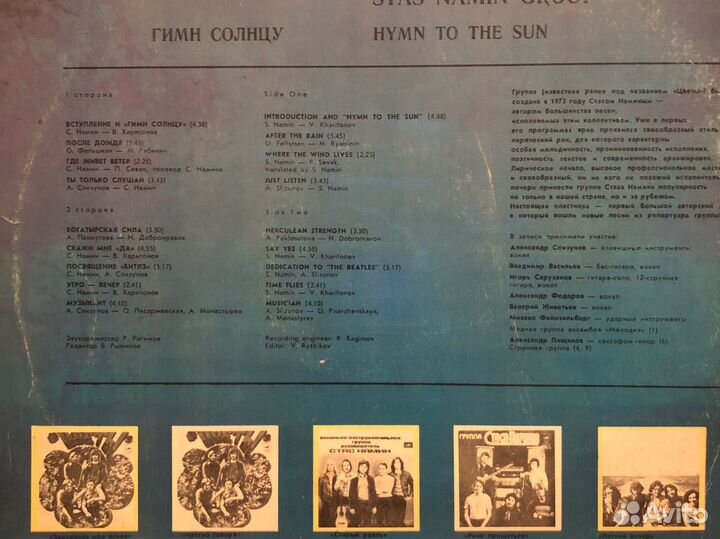 STAS NAMIN GROUP
ГИМН СОЛНЦУ
HYMN TO THE SUN
1 сторона
ВСТУПЛЕНИЕ И «ГИМН СОЛНЦУ» (4.38)
С. Намин — В. Харитонов
ПОСЛЕ ДОЖДЯ (5.45)
О. Фельцман — М. Рябинин
ГДЕ ЖИВЕТ ВЕТЕР (2.25)
С. Намин — П. Севак, перевод С. Намина
ТЫ ТОЛЬКО СЛУШАЙ (3.43)
А. Слизунов — С. Намин
2 сторона
БОГАТЫРСКАЯ СИЛА (3.50)
А. Пахмутова — Н. Добронравов
СКАЖИ МНЕ «ДА» (4.55)
С. Намин — В. Харитонов
ПОСВЯЩЕНИЕ «БИТЛЗ» (3.17)
С. Намин, А. Слизунов
УТРО — ВЕЧЕР (2.41)
С. Намин — В. Харитонов
МУЗЫКАНТ (4.10)
А. Слизунов — О. Писаржевская, А. Монастырев
Звукорежиссер Р. Рагимов
Редактор В. Рыжиков
Side One
INTRODUCTION AND "HYMN TO THE SUN" (4.38)
S. Namin — V. Kharitonov
AFTER THE RAIN (5.45)
O. Feltsman — M. Ryabinin
WHERE THE WIND LIVES (2.25)
S. Namin — P. Sevak,
translated by S. Namin
JUST LISTEN (3.43)
A. Slizunov — S. Namin
Side Two
HERCULEAN STRENGTH (3.50)
A. Pakhmutova — N. Dobronravov
SAY YES (4.55)
S. Namin — V. Kharitonov
DEDICATION TO "THE BEATLES" (3.17)
S. Namin, A. Slizunov
TIME FLIES (2.41)
S. Namin — V. Kharitonov
MUSICIAN (4.10)
A. Slizunov — O. Pisarzhevskaya,
A. Monastyrev
Recording engineer: R. Ragimov
Editor: V. Ryzhikov
Группа (известная ранее под названием «Цветы»)
создана в 1973 году Стасом Наминым —
автором большинства песен,
исполняемых этим коллективом. Уже в первых
его программах ярко проявился своеобразный стиль
лирический рок, для которого характерны
особая мелодичность, проникновенность исполнения,
поэтичность текстов и современность аранжировок.
Лирическое начало, высокое профессиональное
и своеобразный, ни на кого не похожий исполнитель
почерк принесли группе Стаса Намина популярность
не только в нашей стране, но и за рубежом.
Настоящая пластинка — первый большой авторский
в который вошли новые песни из репертуара группы
В записи принимали участие:
Александр Слизунов — клавишные инструменты,
вокал
Владимир Васильев — бас-гитара, вокал
Игорь Саруханов — гитара-соло, 12-струнная
гитара, вокал
Александр Федоров — вокал
Валерий Живетьев — вокал
Михаил Файнзильберг — ударные инструменты
Медная группа ансамбля «Мелодия» (1)
Александр Пищиков — саксофон-тенор (6)
Струнная группа (4, 9)
вокально-инструментальная
группа
руководитель
СТАС НАМИН
ГРУППА
«Звездочка моя ясная»
«Честно говоря»
«Старый рояль»
«Рано прощаться»
«Летний вечер»
Avito